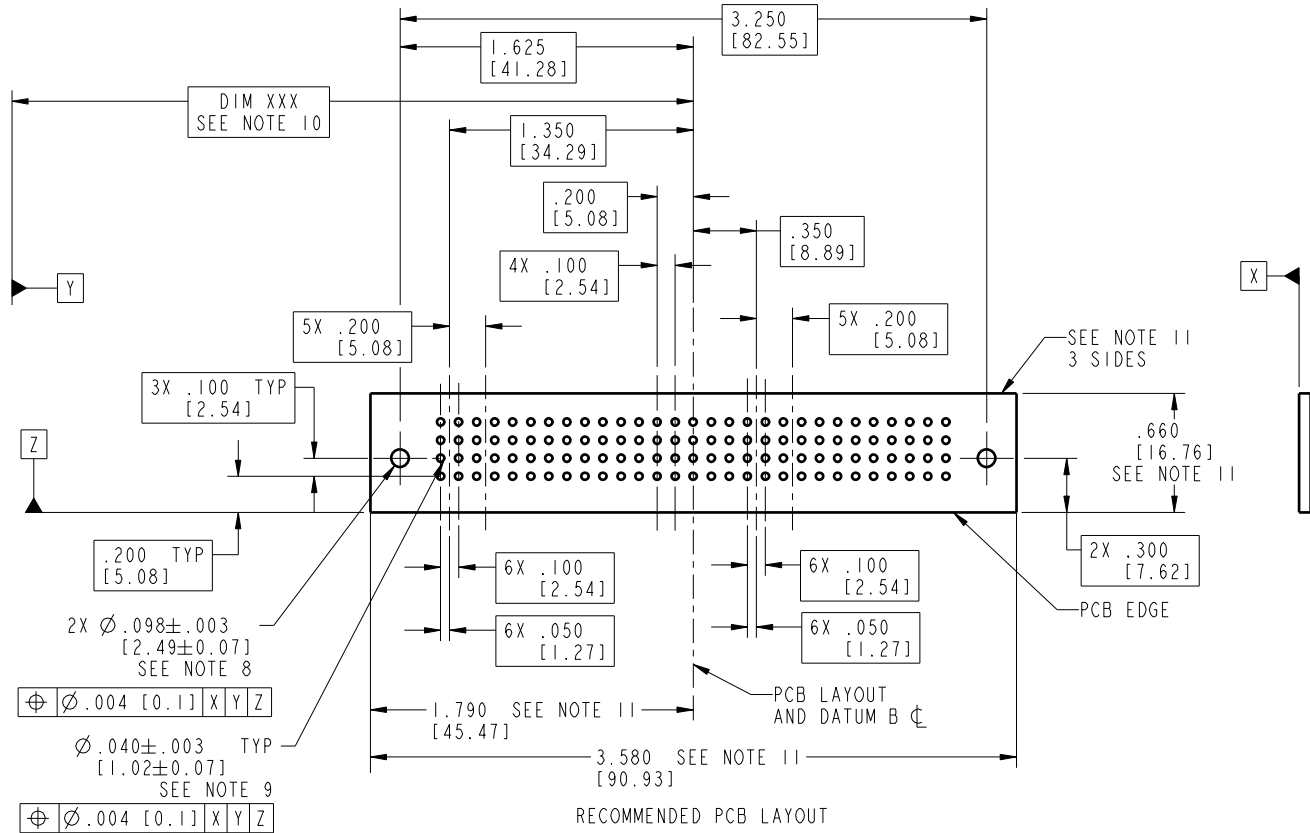 3.250
[82.55]
1.625
[41.28]
DIM XXX
SEE NOTE 10
1.350
[34.29]
.200
[5.08]
.350
[8.89]
4X .100
[2.54]
Y
X
5X .200
[5.08]
5X .200
[5.08]
SEE NOTE 11
3 SIDES
3X .100 TYP
[2.54]
Z
.660
[16.76]
SEE NOTE 11
.200 TYP
[5.08]
6X .100
[2.54]
6X .100
[2.54]
2X .300
[7.62]
PCB EDGE
2X Ø.098±.003
[2.49±0.07]
SEE NOTE 8
6X .050
[1.27]
6X .050
[1.27]
⌖ Ø.004 [0.1] X Y Z
1.790 SEE NOTE 11
[45.47]
PCB LAYOUT
AND DATUM B ℄
Ø.040±.003 TYP
[1.02±0.07]
SEE NOTE 9
3.580 SEE NOTE 11
[90.93]
⌖ Ø.004 [0.1] X Y Z
RECOMMENDED PCB LAYOUT